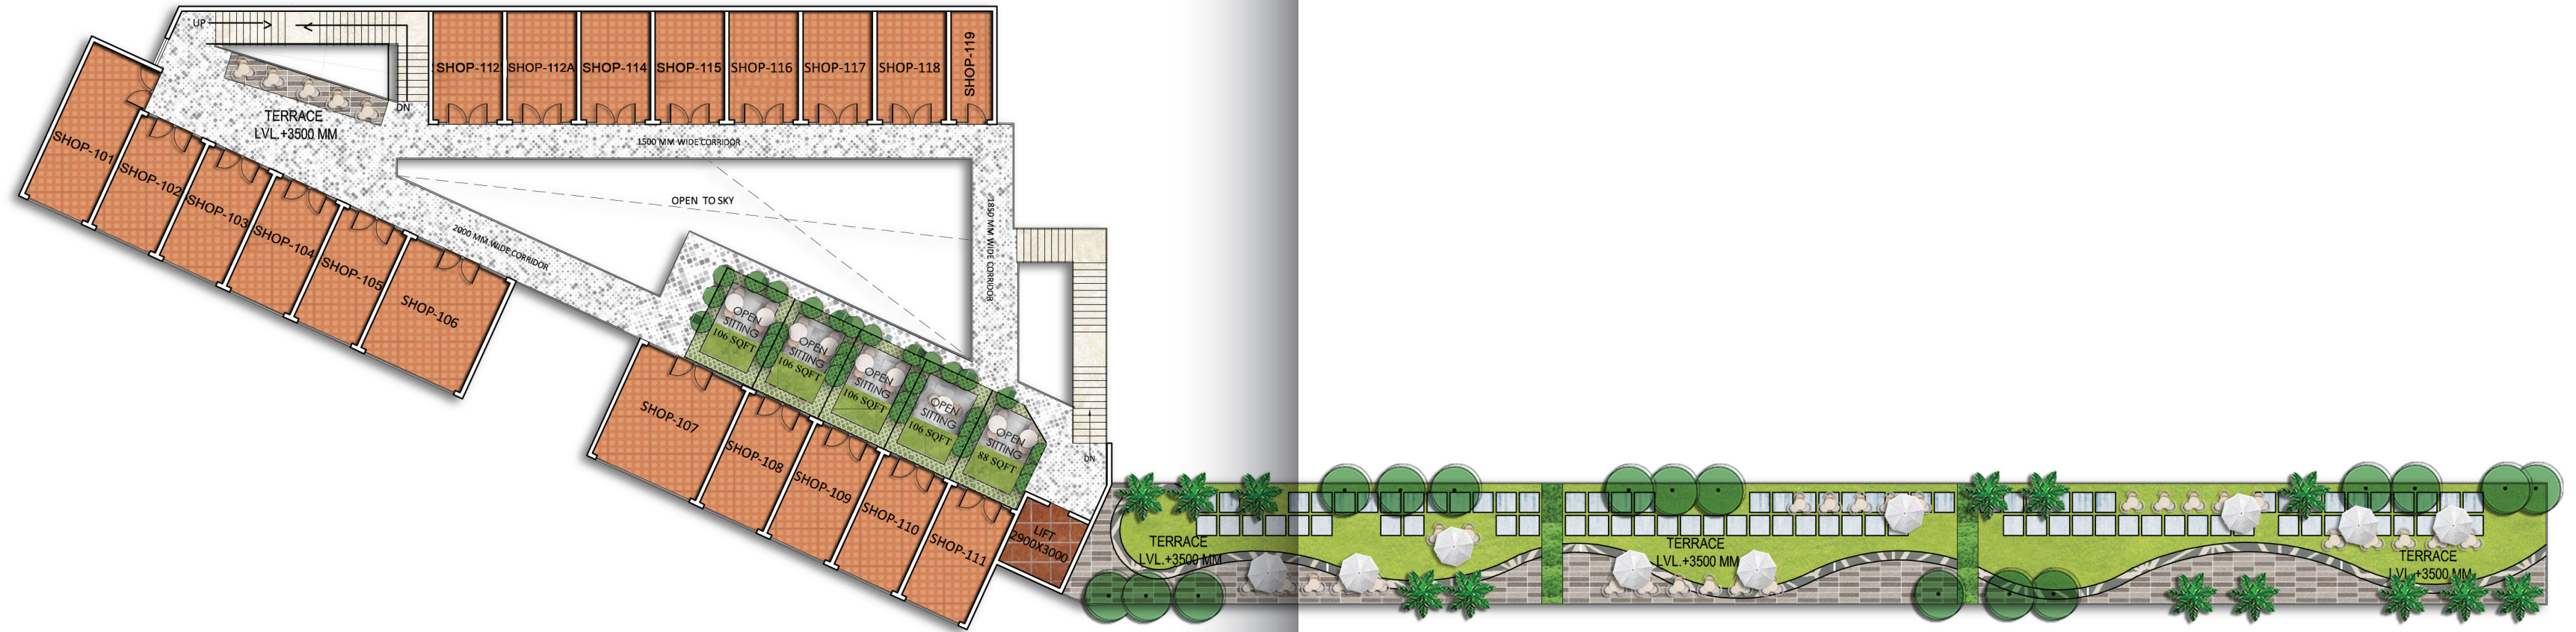 UP
SHOP-112
SHOP-112A
SHOP-114
SHOP-115
SHOP-116
SHOP-117
SHOP-118
SHOP-119
DN
TERRACE
LVL.+3500 MM
1500 MM WIDE CORRIDOR
SHOP-101
SHOP-102
SHOP-103
SHOP-104
SHOP-105
SHOP-106
2000 MM WIDE CORRIDOR
OPEN TO SKY
1850 MM WIDE CORRIDOR
OPEN
SITTING
106 SQFT
OPEN
SITTING
106 SQFT
OPEN
SITTING
106 SQFT
OPEN
SITTING
106 SQFT
OPEN
SITTING
88 SQFT
DN
SHOP-107
SHOP-108
SHOP-109
SHOP-110
SHOP-111
LIFT
2900X3000
TERRACE
LVL.+3500 MM
TERRACE
LVL.+3500 MM
TERRACE
LVL.+3500 MM